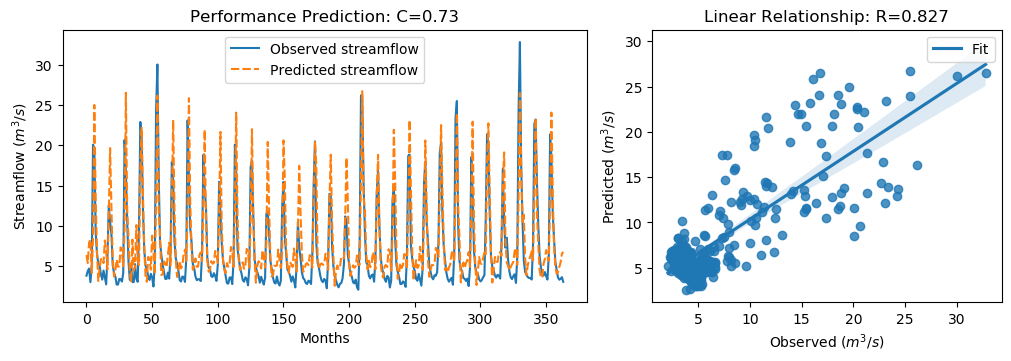 Performance Prediction: C=0.73
Streamflow (m³/s)
30
25
20
15
10
5
Observed streamflow
Predicted streamflow
0
50
100
150
200
250
300
350
Months
Linear Relationship: R=0.827
Predicted (m³/s)
30
25
20
15
10
5
Fit
5
10
15
20
25
30
Observed (m³/s)